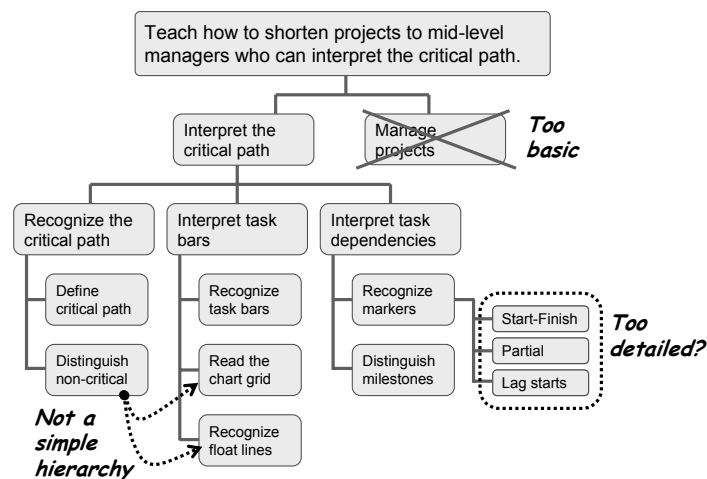 Teach how to shorten projects to mid-level
managers who can interpret the critical path.
Interpret the
critical path
Manage
projects
Too
basic
Recognize the
critical path
Interpret task
bars
Interpret task
dependencies
Define
critical path
Recognize
task bars
Recognize
markers
Start-Finish
Partial
Lag starts
Too
detailed?
Distinguish
non-critical
Read the
chart grid
Distinguish
milestones
Not a
simple
hierarchy
Recognize
float lines